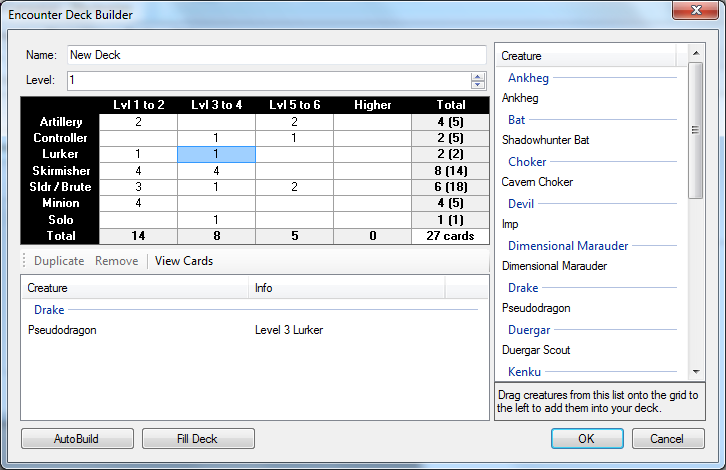 Encounter Deck Builder
Name: New Deck
Level: 1
Lvl 1 to 2 Lvl 3 to 4 Lvl 5 to 6 Higher Total
Artillery 2 2 4 (5)
Controller 1 1 2 (5)
Lurker 1 1 2 (2)
Skirmisher 4 4 8 (14)
Sldr / Brute 3 1 2 6 (18)
Minion 4 4 (5)
Solo 1 1 (1)
Total 14 8 5 0 27 cards
Duplicate Remove View Cards
Creature Info
Drake
Pseudodragon Level 3 Lurker
AutoBuild Fill Deck
Creature
Ankheg
Ankheg
Bat
Shadowhunter Bat
Choker
Cavern Choker
Devil
Imp
Dimensional Marauder
Dimensional Marauder
Drake
Pseudodragon
Duergar
Duergar Scout
Kenku
Drag creatures from this list onto the grid to
the left to add them into your deck.
OK Cancel